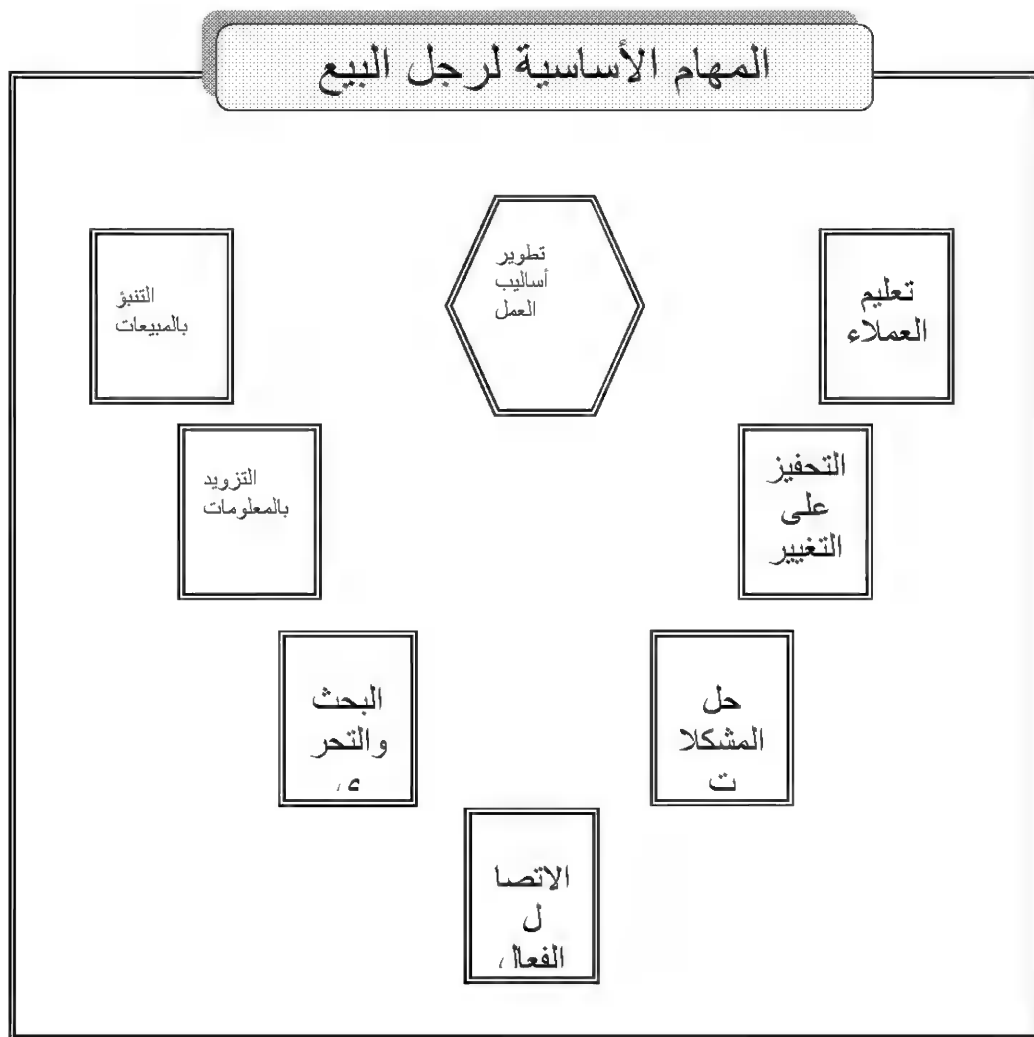 المهام الأساسية لرجل البيع
تعليم
العملاء
تطوير
أساليب
العمل
التنبؤ
بالمبيعات
التحفيز
على
التغيير
التزويد
بالمعلومات
حل
المشكلا
ت
البحث
والتحر
ي
الاتصا
ل
الفعال